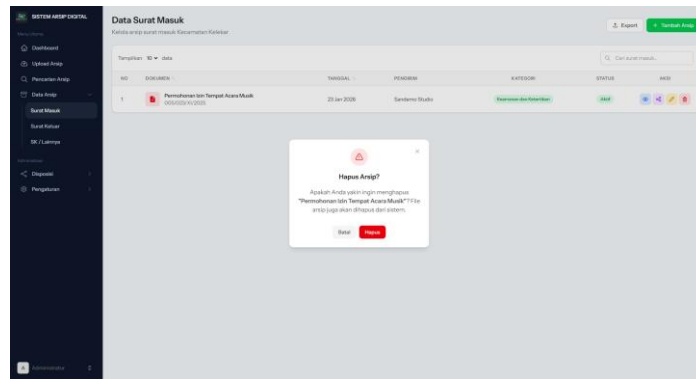 SISTEM ARSIP DIGITAL
Menu Utama
Dashboard
Upload Arsip
Pencarian Arsip
Data Arsip
Surat Masuk
Surat Keluar
SK / Lainnya
Disposisi
Pengaturan
Administrator
Data Surat Masuk
Kelola arsip surat masuk Kecamatan Kelekar
Export
+ Tambah Arsip
Tampilkan 10 data
Cari surat masuk...
NO DOKUMEN TANGGAL PENGIRIM KATEGORI STATUS AKSI
1 Permohonan Izin Tempat Acara Musik 23 Jan 2026 Sandemo Studio Keamanan dan Ketertiban Aktif
Hapus Arsip?
Apakah Anda yakin ingin menghapus
"Permohonan Izin Tempat Acara Musik"? File
arsip juga akan dihapus dari sistem.
Batal Hapus